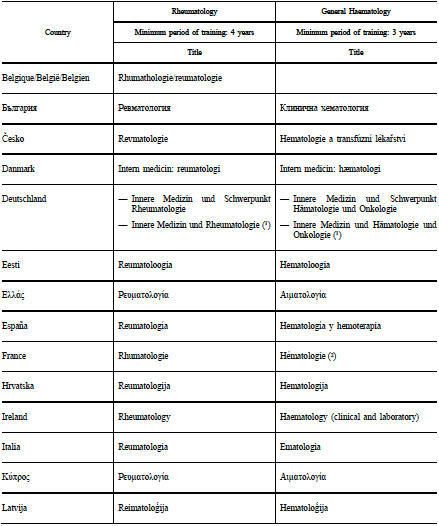 Country
Rheumatology
General Haematology
Minimum period of training: 4 years
Minimum period of training: 3 years
Title
Title
Belgique/België/Belgien
Rhumathologie/reumatologie
България
Ревматология
Клинична хематология
Česko
Revmatologie
Hematologie a transfúzní lékařství
Danmark
Intern medicin: reumatologi
Intern medicin: hæmatologi
Deutschland
— Innere Medizin und Schwerpunkt
Rheumatologie
— Innere Medizin und Rheumatologie (¹)
— Innere Medizin und Schwerpunkt
Hämatologie und Onkologie
— Innere Medizin und Hämatologie und
Onkologie (¹)
Eesti
Reumatoloogia
Hematoloogia
Ελλάς
Ρευματολογία
Αιματολογία
España
Reumatología
Hematología y hemoterapia
France
Rhumatologie
Hématologie (²)
Hrvatska
Reumatologija
Hematologija
Ireland
Rheumatology
Haematology (clinical and laboratory)
Italia
Reumatologia
Ematologia
Κύπρος
Ρευματολογία
Αιματολογία
Latvija
Reimatoloģija
Hematoloģija